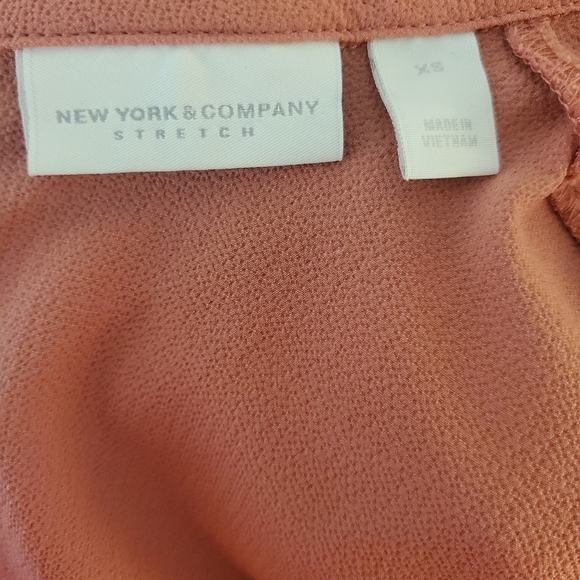 NEW YORK & COMPANY
STRETCH
XS
MADE IN
VIETNAM